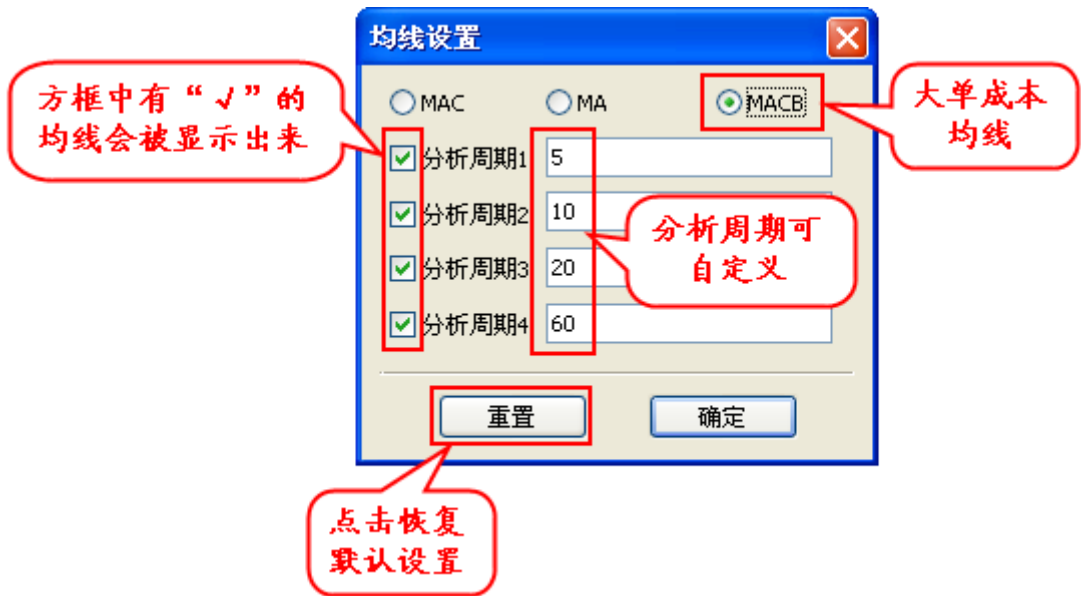 均线设置
方框中有“√”的
均线会被显示出来
MAC
MA
MACB
大单成本
均线
分析周期1
5
分析周期2
10
分析周期3
20
分析周期4
60
分析周期可
自定义
重置
确定
点击恢复
默认设置